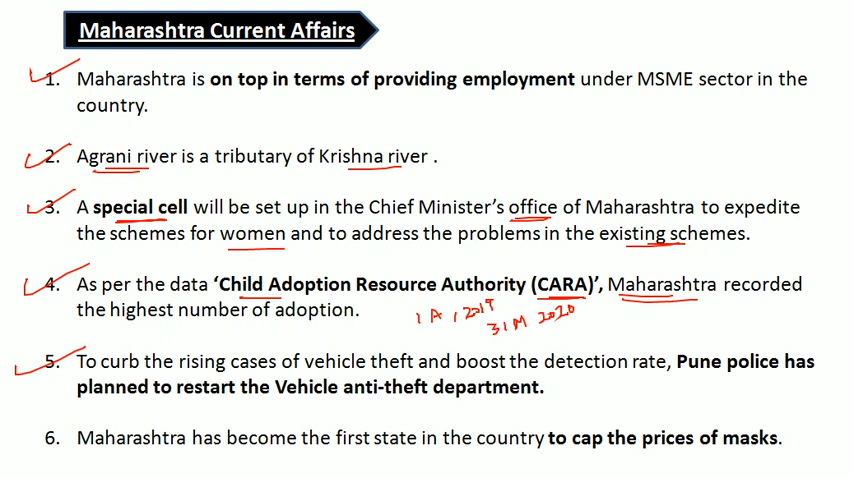 Maharashtra Current Affairs
1. Maharashtra is on top in terms of providing employment under MSME sector in the
country.
2. Agrani river is a tributary of Krishna river .
3. A special cell will be set up in the Chief Minister's office of Maharashtra to expedite
the schemes for women and to address the problems in the existing schemes.
4. As per the data ‘Child Adoption Resource Authority (CARA)’, Maharashtra recorded
the highest number of adoption.
1 A , 2019
31 M 2020
5. To curb the rising cases of vehicle theft and boost the detection rate, Pune police has
planned to restart the Vehicle anti-theft department.
6. Maharashtra has become the first state in the country to cap the prices of masks.